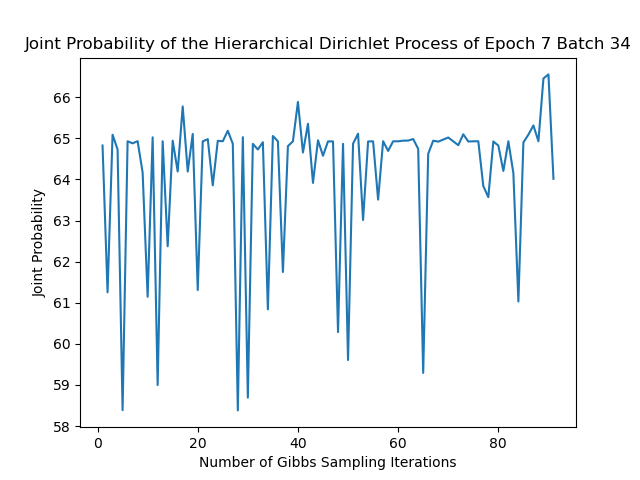 Joint Probability of the Hierarchical Dirichlet Process of Epoch 7 Batch 34
66
65
64
63
62
61
60
59
58
Joint Probability
0 20 40 60 80
Number of Gibbs Sampling Iterations